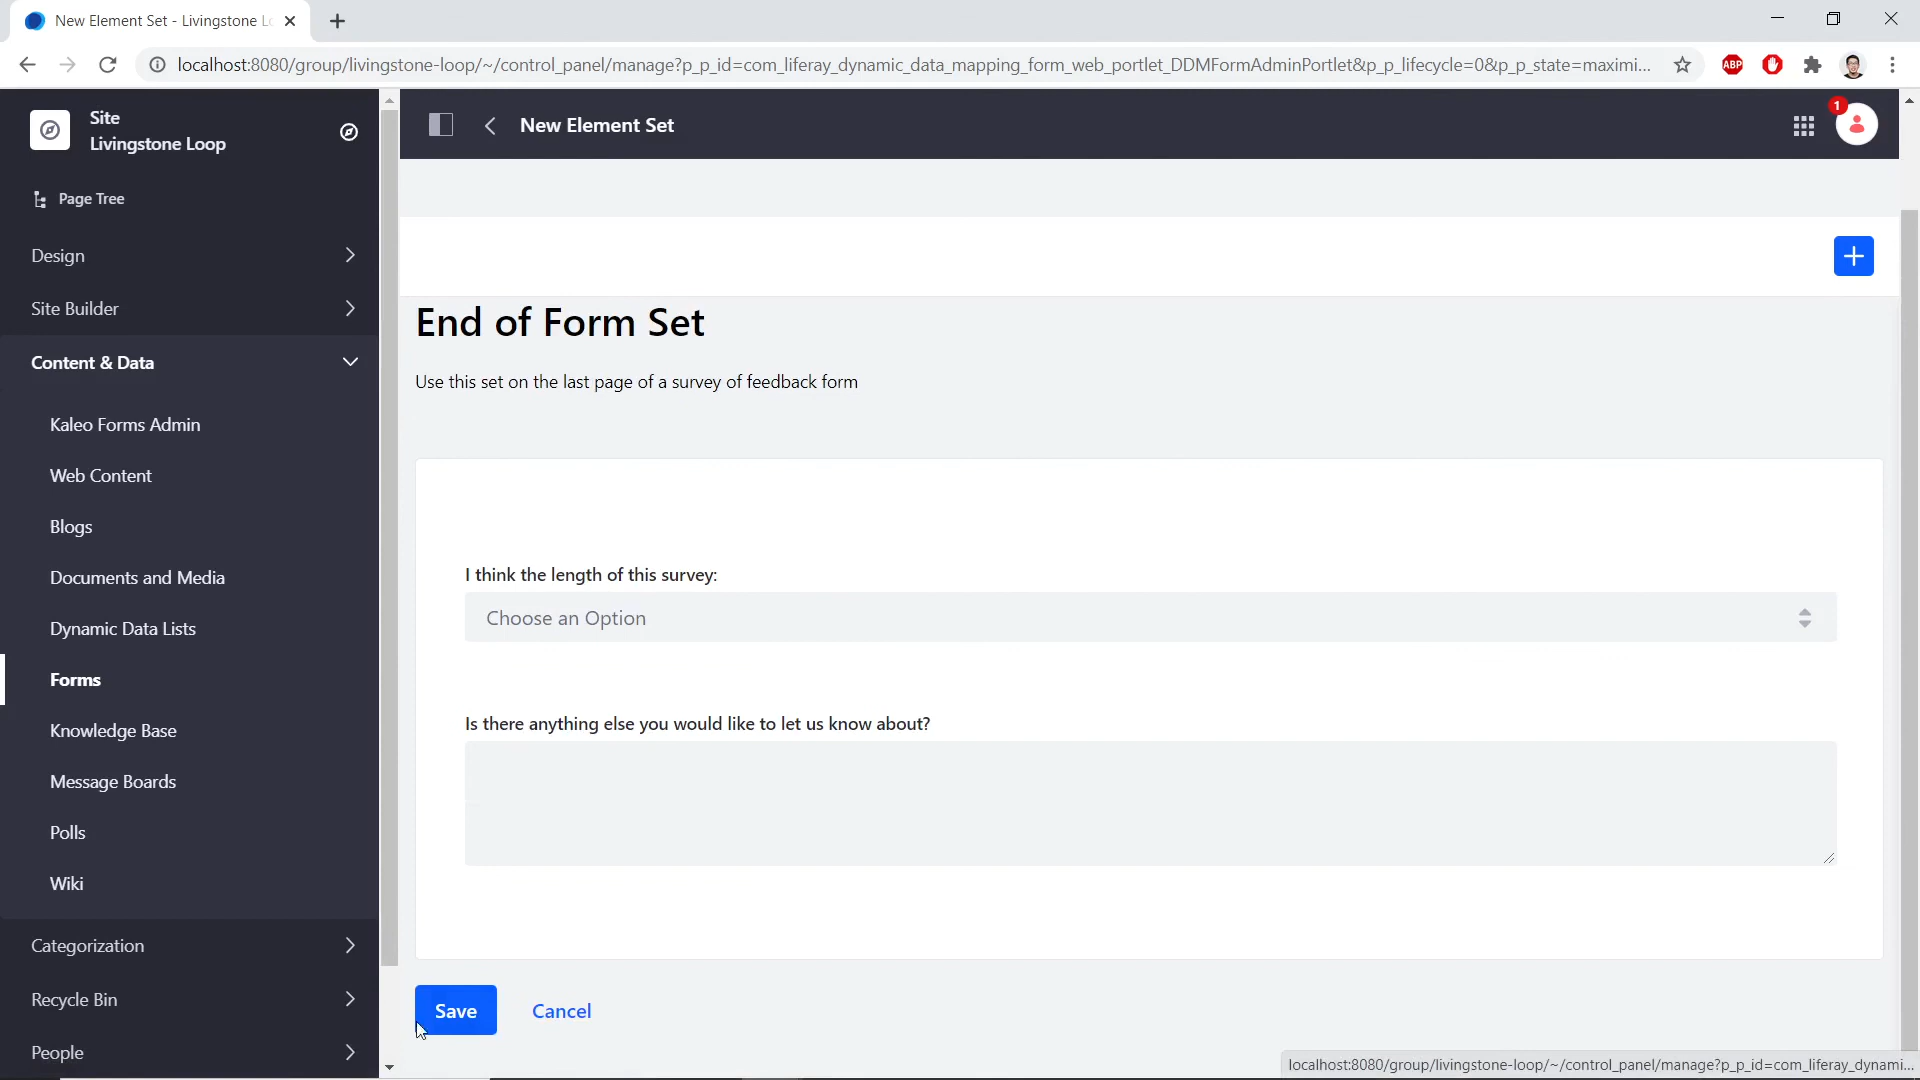 New Element Set - Livingstone Lo
localhost:8080/group/livingstone-loop/~/control_panel/manage?p_p_id=com_liferay_dynamic_data_mapping_form_web_portlet_DDMFormAdminPortlet&p_p_lifecycle=0&p_p_state=maximi...
ABP
Site
Livingstone Loop
New Element Set
1
Page Tree
Design
Site Builder
Content & Data
Kaleo Forms Admin
Web Content
Blogs
Documents and Media
Dynamic Data Lists
Forms
Knowledge Base
Message Boards
Polls
Wiki
Categorization
Recycle Bin
People
End of Form Set
Use this set on the last page of a survey of feedback form
I think the length of this survey:
Choose an Option
Is there anything else you would like to let us know about?
Save
Cancel
localhost:8080/group/livingstone-loop/~/control_panel/manage?p_p_id=com_liferay_dynami...